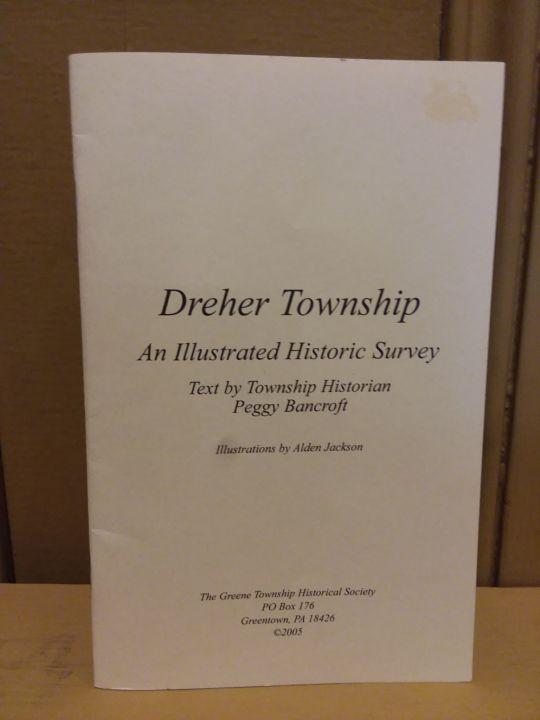 Dreher Township
An Illustrated Historic Survey
Text by Township Historian
Peggy Bancroft
Illustrations by Alden Jackson
The Greene Township Historical Society
PO Box 176
Greentown, PA 18426
©2005